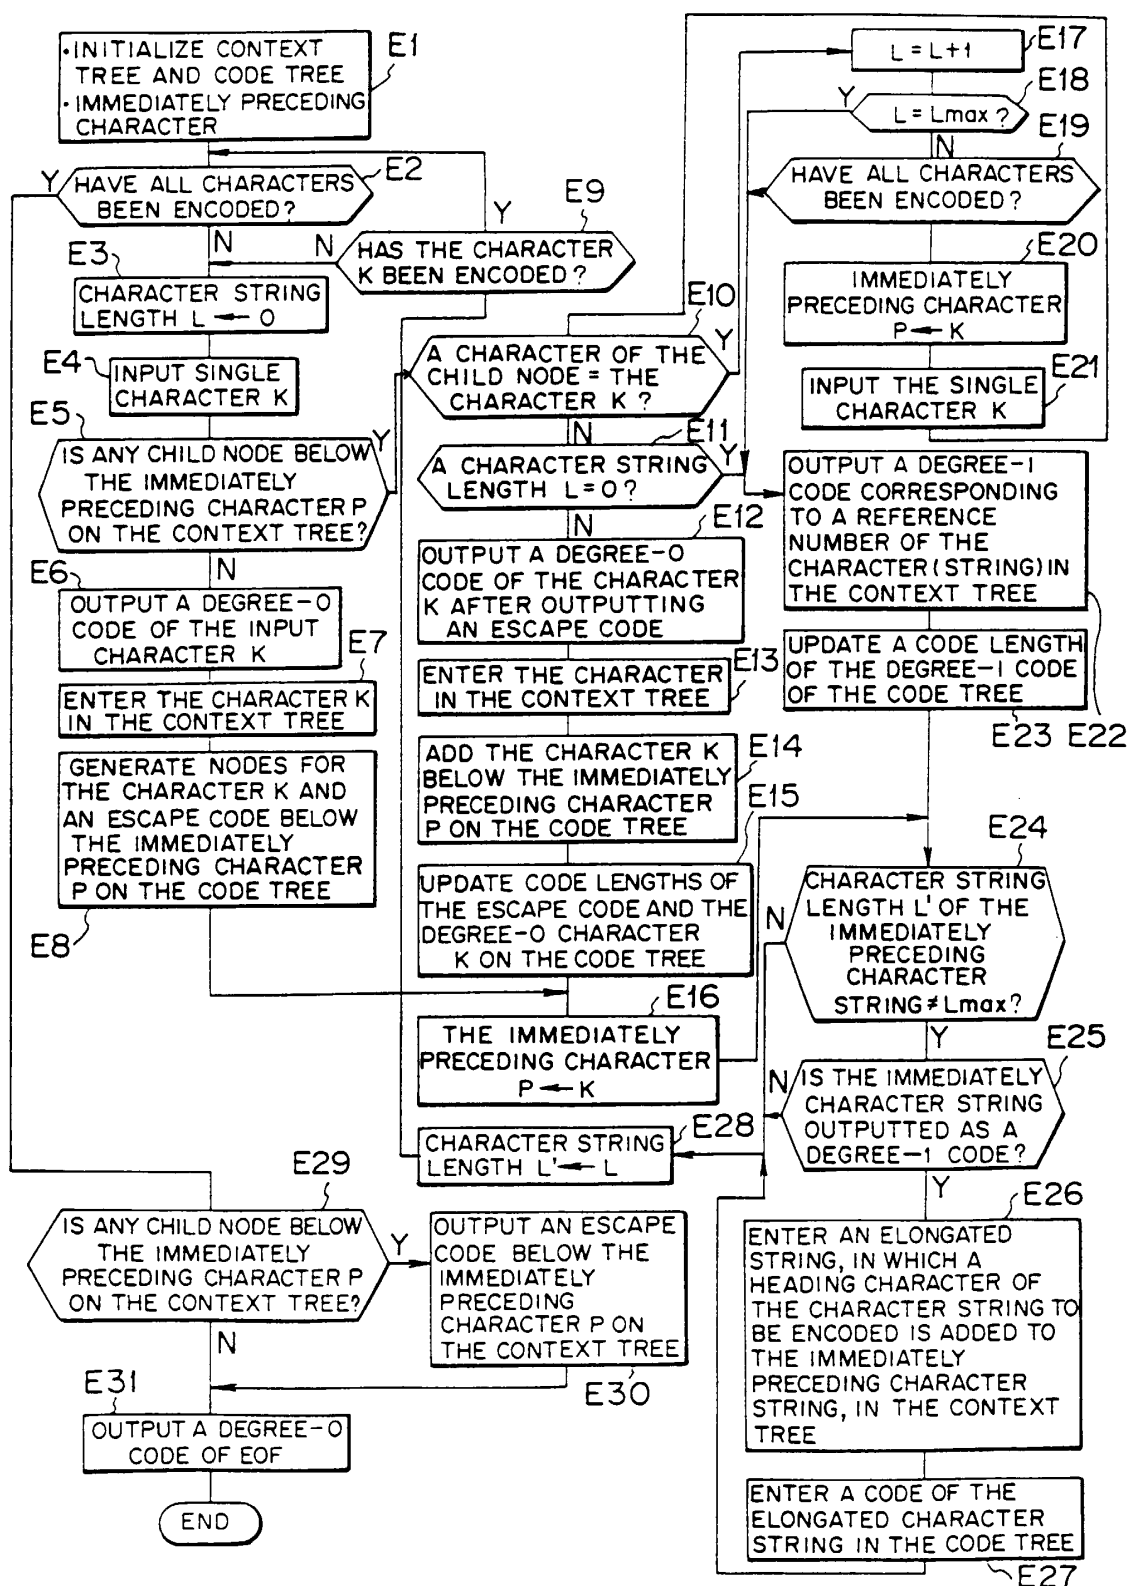 E1
· INITIALIZE CONTEXT
TREE AND CODE TREE
· IMMEDIATELY PRECEDING
CHARACTER
E2
Y
HAVE ALL CHARACTERS
BEEN ENCODED?
N
E9
Y
N
HAS THE CHARACTER
K BEEN ENCODED?
E3
CHARACTER STRING
LENGTH L ← 0
E4
INPUT SINGLE
CHARACTER K
E5
Y
IS ANY CHILD NODE BELOW
THE IMMEDIATELY
PRECEDING CHARACTER P
ON THE CONTEXT TREE?
N
E6
OUTPUT A DEGREE-0
CODE OF THE INPUT
CHARACTER K
E7
ENTER THE CHARACTER K
IN THE CONTEXT TREE
GENERATE NODES FOR
THE CHARACTER K AND
AN ESCAPE CODE BELOW
THE IMMEDIATELY
PRECEDING CHARACTER
P ON THE CODE TREE
E8
E10
Y
A CHARACTER OF THE
CHILD NODE = THE
CHARACTER K ?
N
E11
Y
A CHARACTER STRING
LENGTH L=0?
N
E12
OUTPUT A DEGREE-0
CODE OF THE CHARACTER
K AFTER OUTPUTTING
AN ESCAPE CODE
E13
ENTER THE CHARACTER
IN THE CONTEXT TREE
E14
ADD THE CHARACTER K
BELOW THE IMMEDIATELY
PRECEDING CHARACTER
P ON THE CODE TREE
E15
UPDATE CODE LENGTHS OF
THE ESCAPE CODE AND THE
DEGREE-0 CHARACTER
K ON THE CODE TREE
E16
THE IMMEDIATELY
PRECEDING CHARACTER
P ← K
E28
CHARACTER STRING
LENGTH L' ← L
E17
L = L+1
E18
Y
L = Lmax ?
N
E19
HAVE ALL CHARACTERS
BEEN ENCODED?
E20
IMMEDIATELY
PRECEDING CHARACTER
P ← K
E21
INPUT THE SINGLE
CHARACTER K
OUTPUT A DEGREE-1
CODE CORRESPONDING
TO A REFERENCE
NUMBER OF THE
CHARACTER (STRING) IN
THE CONTEXT TREE
UPDATE A CODE LENGTH
OF THE DEGREE-1 CODE
OF THE CODE TREE
E23 E22
E24
N
CHARACTER STRING
LENGTH L' OF THE
IMMEDIATELY
PRECEDING
CHARACTER
STRING ≠ Lmax?
Y
E25
N
IS THE IMMEDIATELY
CHARACTER STRING
OUTPUTTED AS A
DEGREE-1 CODE ?
Y
E26
ENTER AN ELONGATED
STRING, IN WHICH A
HEADING CHARACTER OF
THE CHARACTER STRING TO
BE ENCODED IS ADDED TO
THE IMMEDIATELY
PRECEDING CHARACTER
STRING, IN THE CONTEXT
TREE
ENTER A CODE OF THE
ELONGATED CHARACTER
STRING IN THE CODE TREE
E27
E29
IS ANY CHILD NODE BELOW
THE IMMEDIATELY
PRECEDING CHARACTER P
ON THE CONTEXT TREE?
Y
N
OUTPUT AN ESCAPE
CODE BELOW THE
IMMEDIATELY
PRECEDING
CHARACTER P ON
THE CONTEXT TREE
E30
E31
OUTPUT A DEGREE-0
CODE OF EOF
END